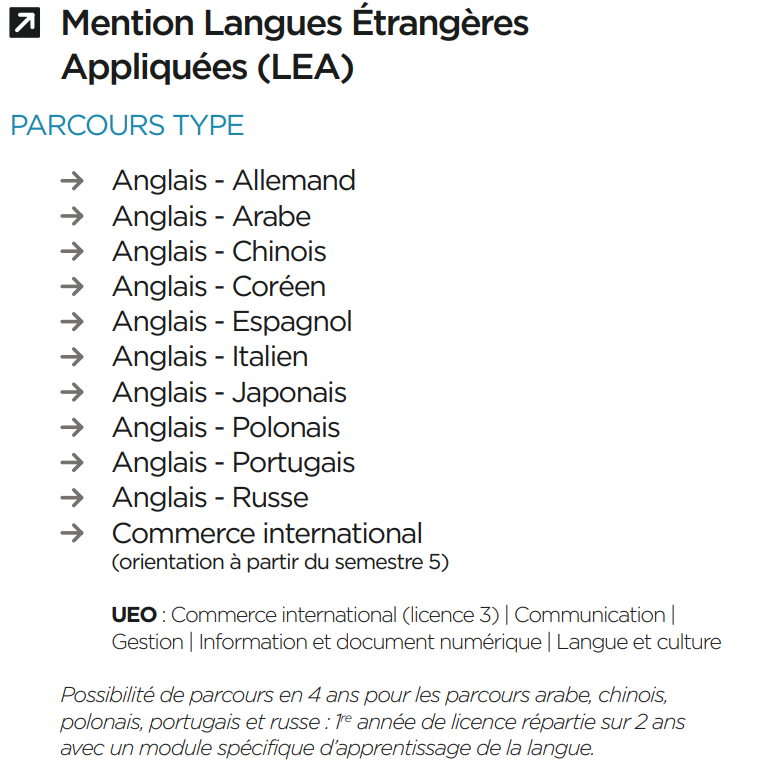 Mention Langues Étrangères
Appliquées (LEA)
PARCOURS TYPE
→ Anglais - Allemand
→ Anglais - Arabe
→ Anglais - Chinois
→ Anglais - Coréen
→ Anglais - Espagnol
→ Anglais - Italien
→ Anglais - Japonais
→ Anglais - Polonais
→ Anglais - Portugais
→ Anglais - Russe
→ Commerce international
(orientation à partir du semestre 5)
UEO : Commerce international (licence 3) | Communication |
Gestion | Information et document numérique | Langue et culture
Possibilité de parcours en 4 ans pour les parcours arabe, chinois,
polonais, portugais et russe : 1re année de licence répartie sur 2 ans
avec un module spécifique d'apprentissage de la langue.